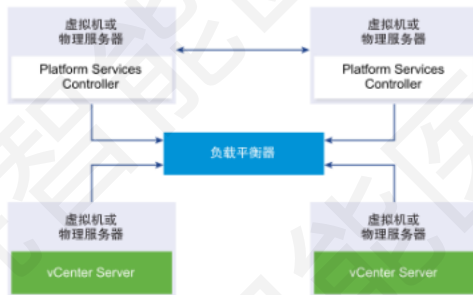 虚拟机或
物理服务器
Platform Services
Controller
虚拟机或
物理服务器
Platform Services
Controller
负载平衡器
虚拟机或
物理服务器
vCenter Server
虚拟机或
物理服务器
vCenter Server